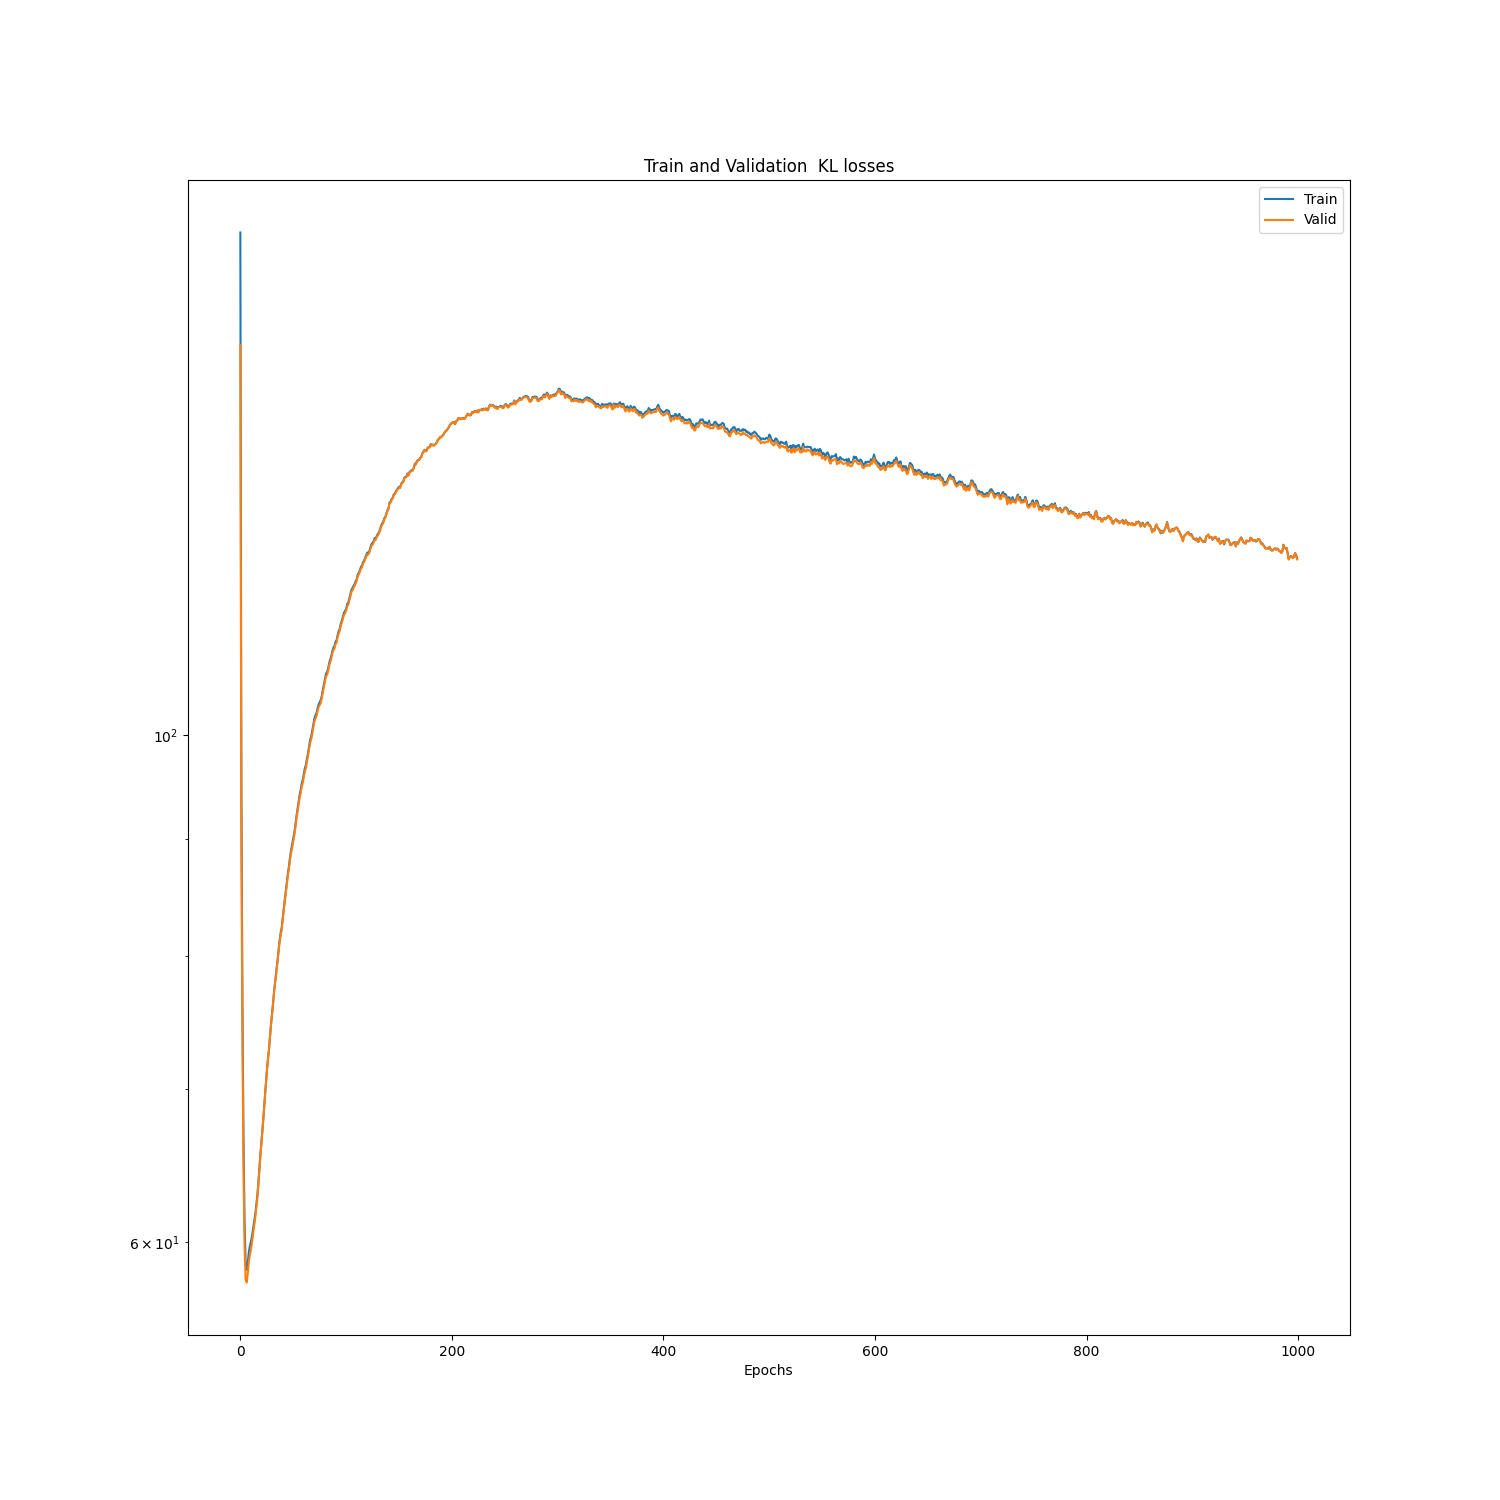 Train and Validation  KL losses
Train
Valid
10²
6 × 10¹
0 200 400 600 800 1000
Epochs